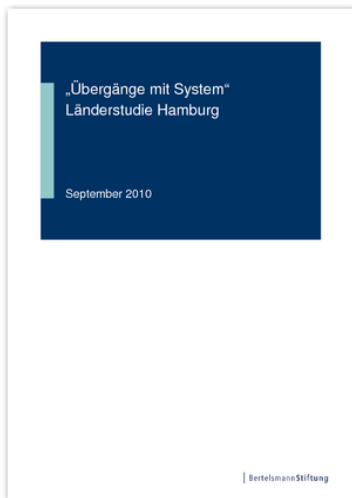 „Übergänge mit System“
Länderstudie Hamburg
September 2010
BertelsmannStiftung